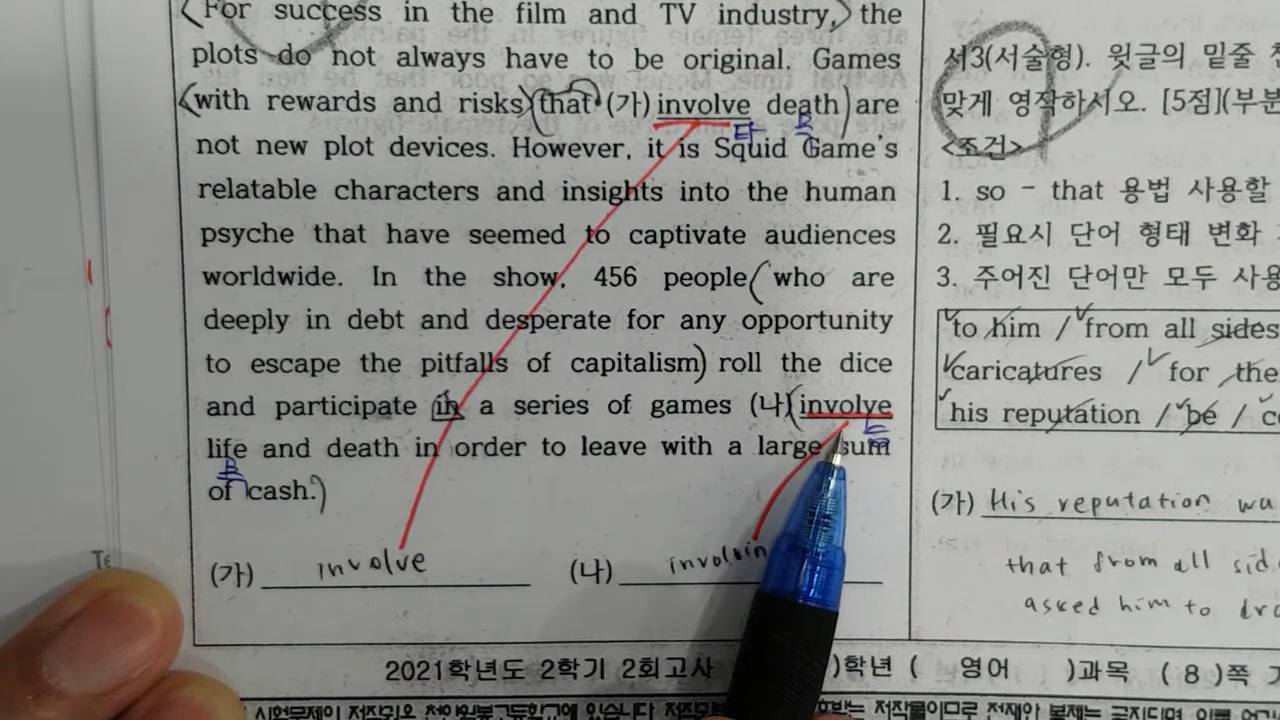 For success in the film and TV industry, the
plots do not always have to be original. Games
with rewards and risks that (가) involve death are
not new plot devices. However, it is Squid Game's
relatable characters and insights into the human
psyche that have seemed to captivate audiences
worldwide. In the show, 456 people who are
deeply in debt and desperate for any opportunity
to escape the pitfalls of capitalism) roll the dice
and participate in a series of games (나) involve
life and death in order to leave with a large sum
of cash.
(가) involve (나) involvin
서3(서술형). 윗글의 밑줄
맞게 영작하시오. [5점](부분
<조건>
1. so - that 용법 사용할
2. 필요시 단어 형태 변화
3. 주어진 단어만 모두 사용
to him / from all sides
caricatures / for the
his reputation / be /
(가) His reputation wa
that from all sid
asked him to dra
2021학년도 2학기 2회고사 )학년 ( 영어 )과목 ( 8 )쪽